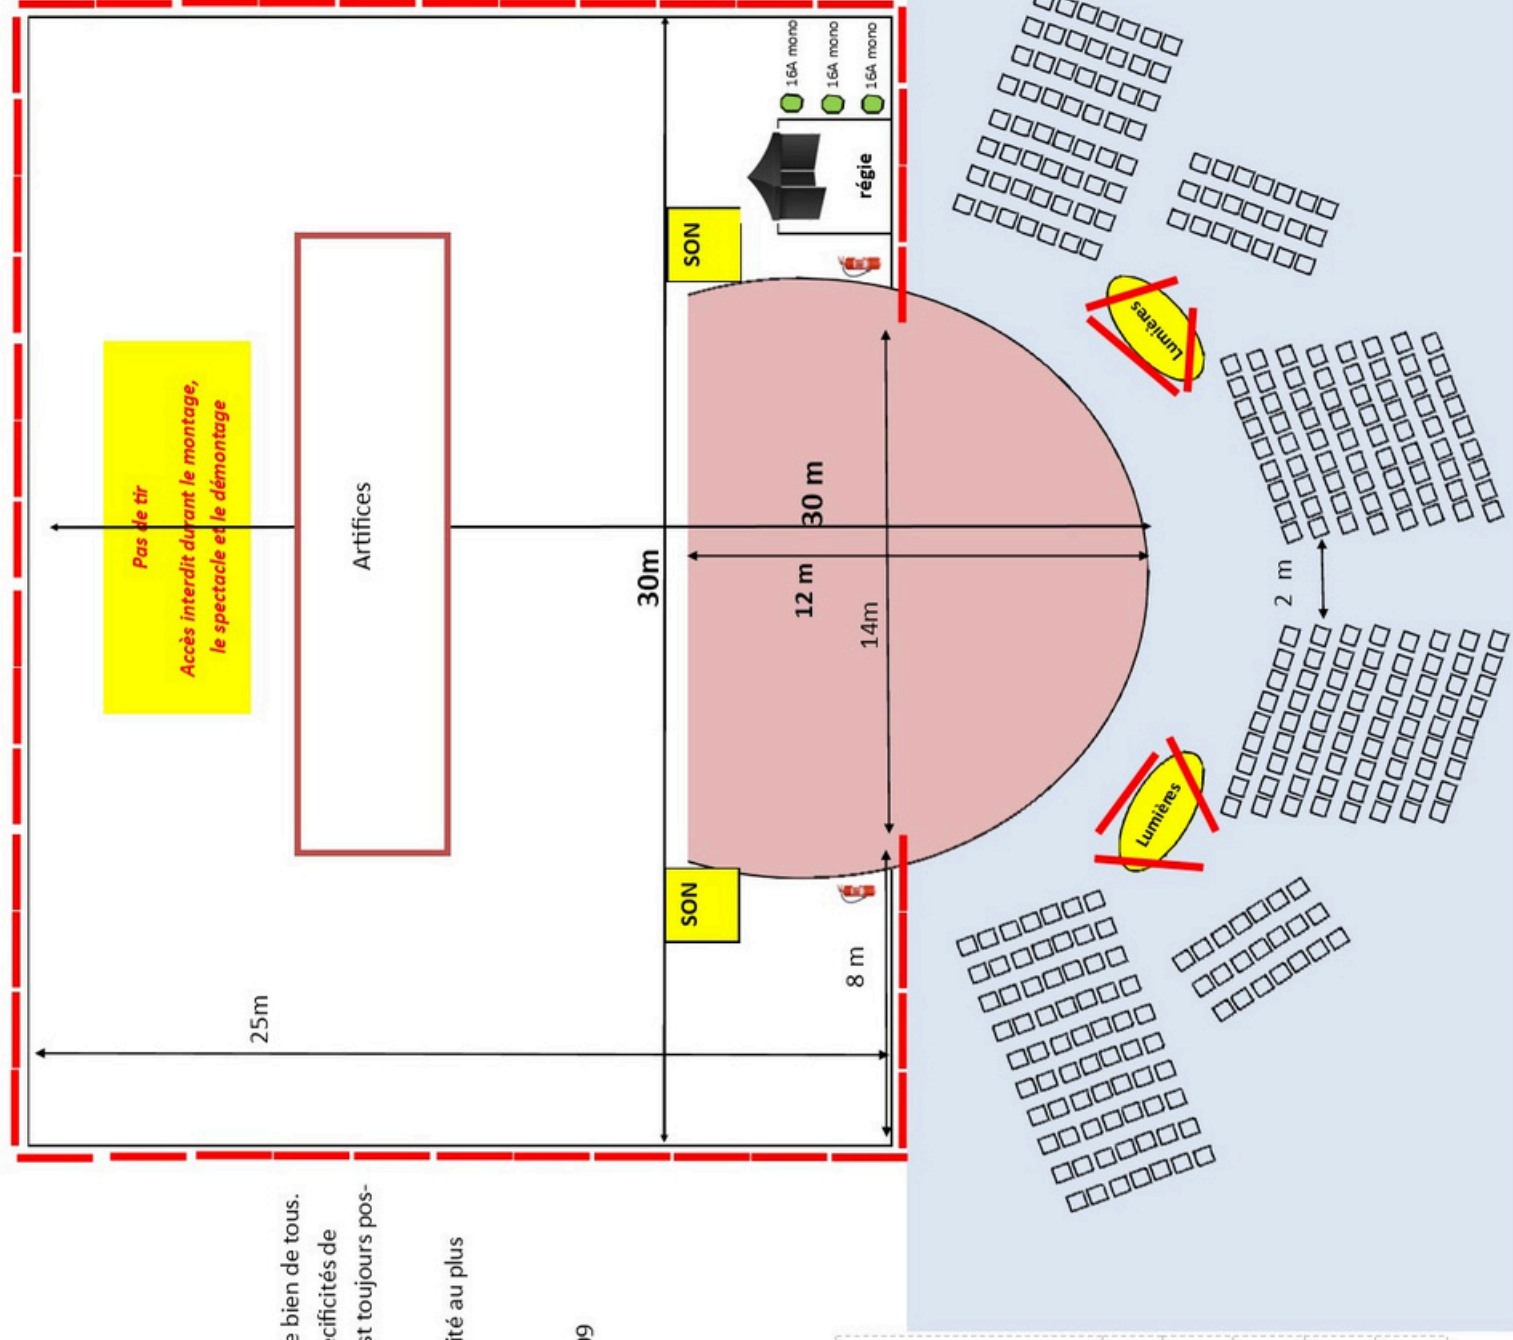 e bien de tous.
écificités de
st toujours pos-
ité au plus
09
Pas de tir
Accès interdit durant le montage,
le spectacle et le démontage
Artifices
25m
30m
30 m
12 m
14m
8 m
2 m
SON
SON
régie
16A mono
16A mono
16A mono
Lumières
Lumières